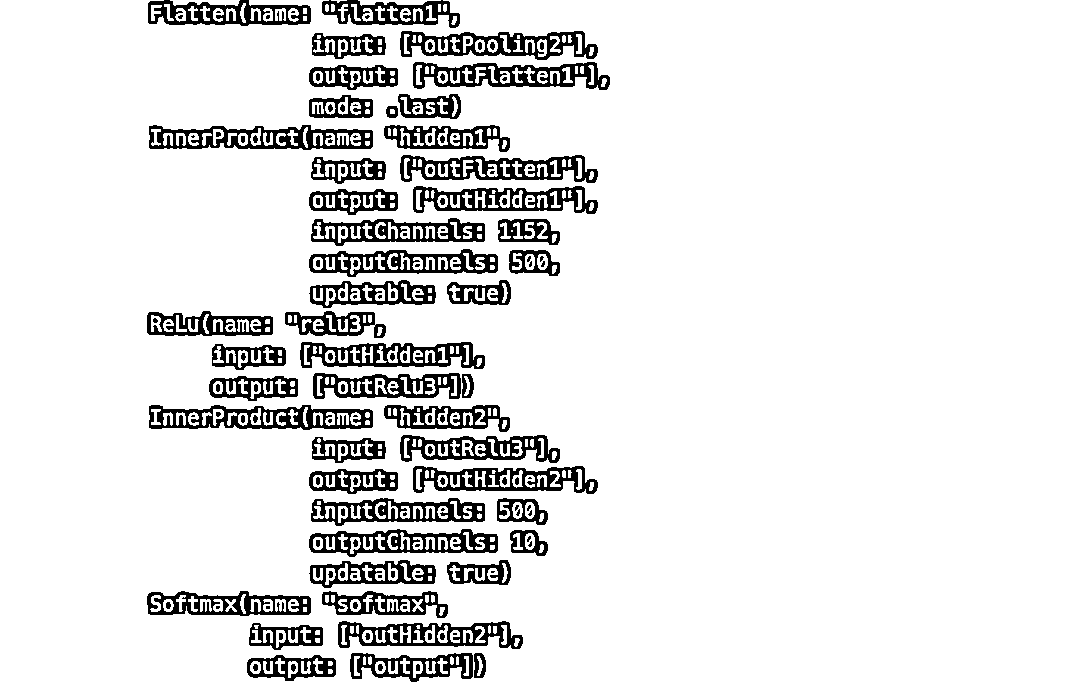 Flatten(name: "flatten1",
input: ["outPooling2"],
output: ["outFlatten1"],
mode: .last)
InnerProduct(name: "hidden1",
input: ["outFlatten1"],
output: ["outHidden1"],
inputChannels: 1152,
outputChannels: 500,
updatable: true)
ReLu(name: "relu3",
input: ["outHidden1"],
output: ["outRelu3"])
InnerProduct(name: "hidden2",
input: ["outRelu3"],
output: ["outHidden2"],
inputChannels: 500,
outputChannels: 10,
updatable: true)
Softmax(name: "softmax",
input: ["outHidden2"],
output: ["output"])